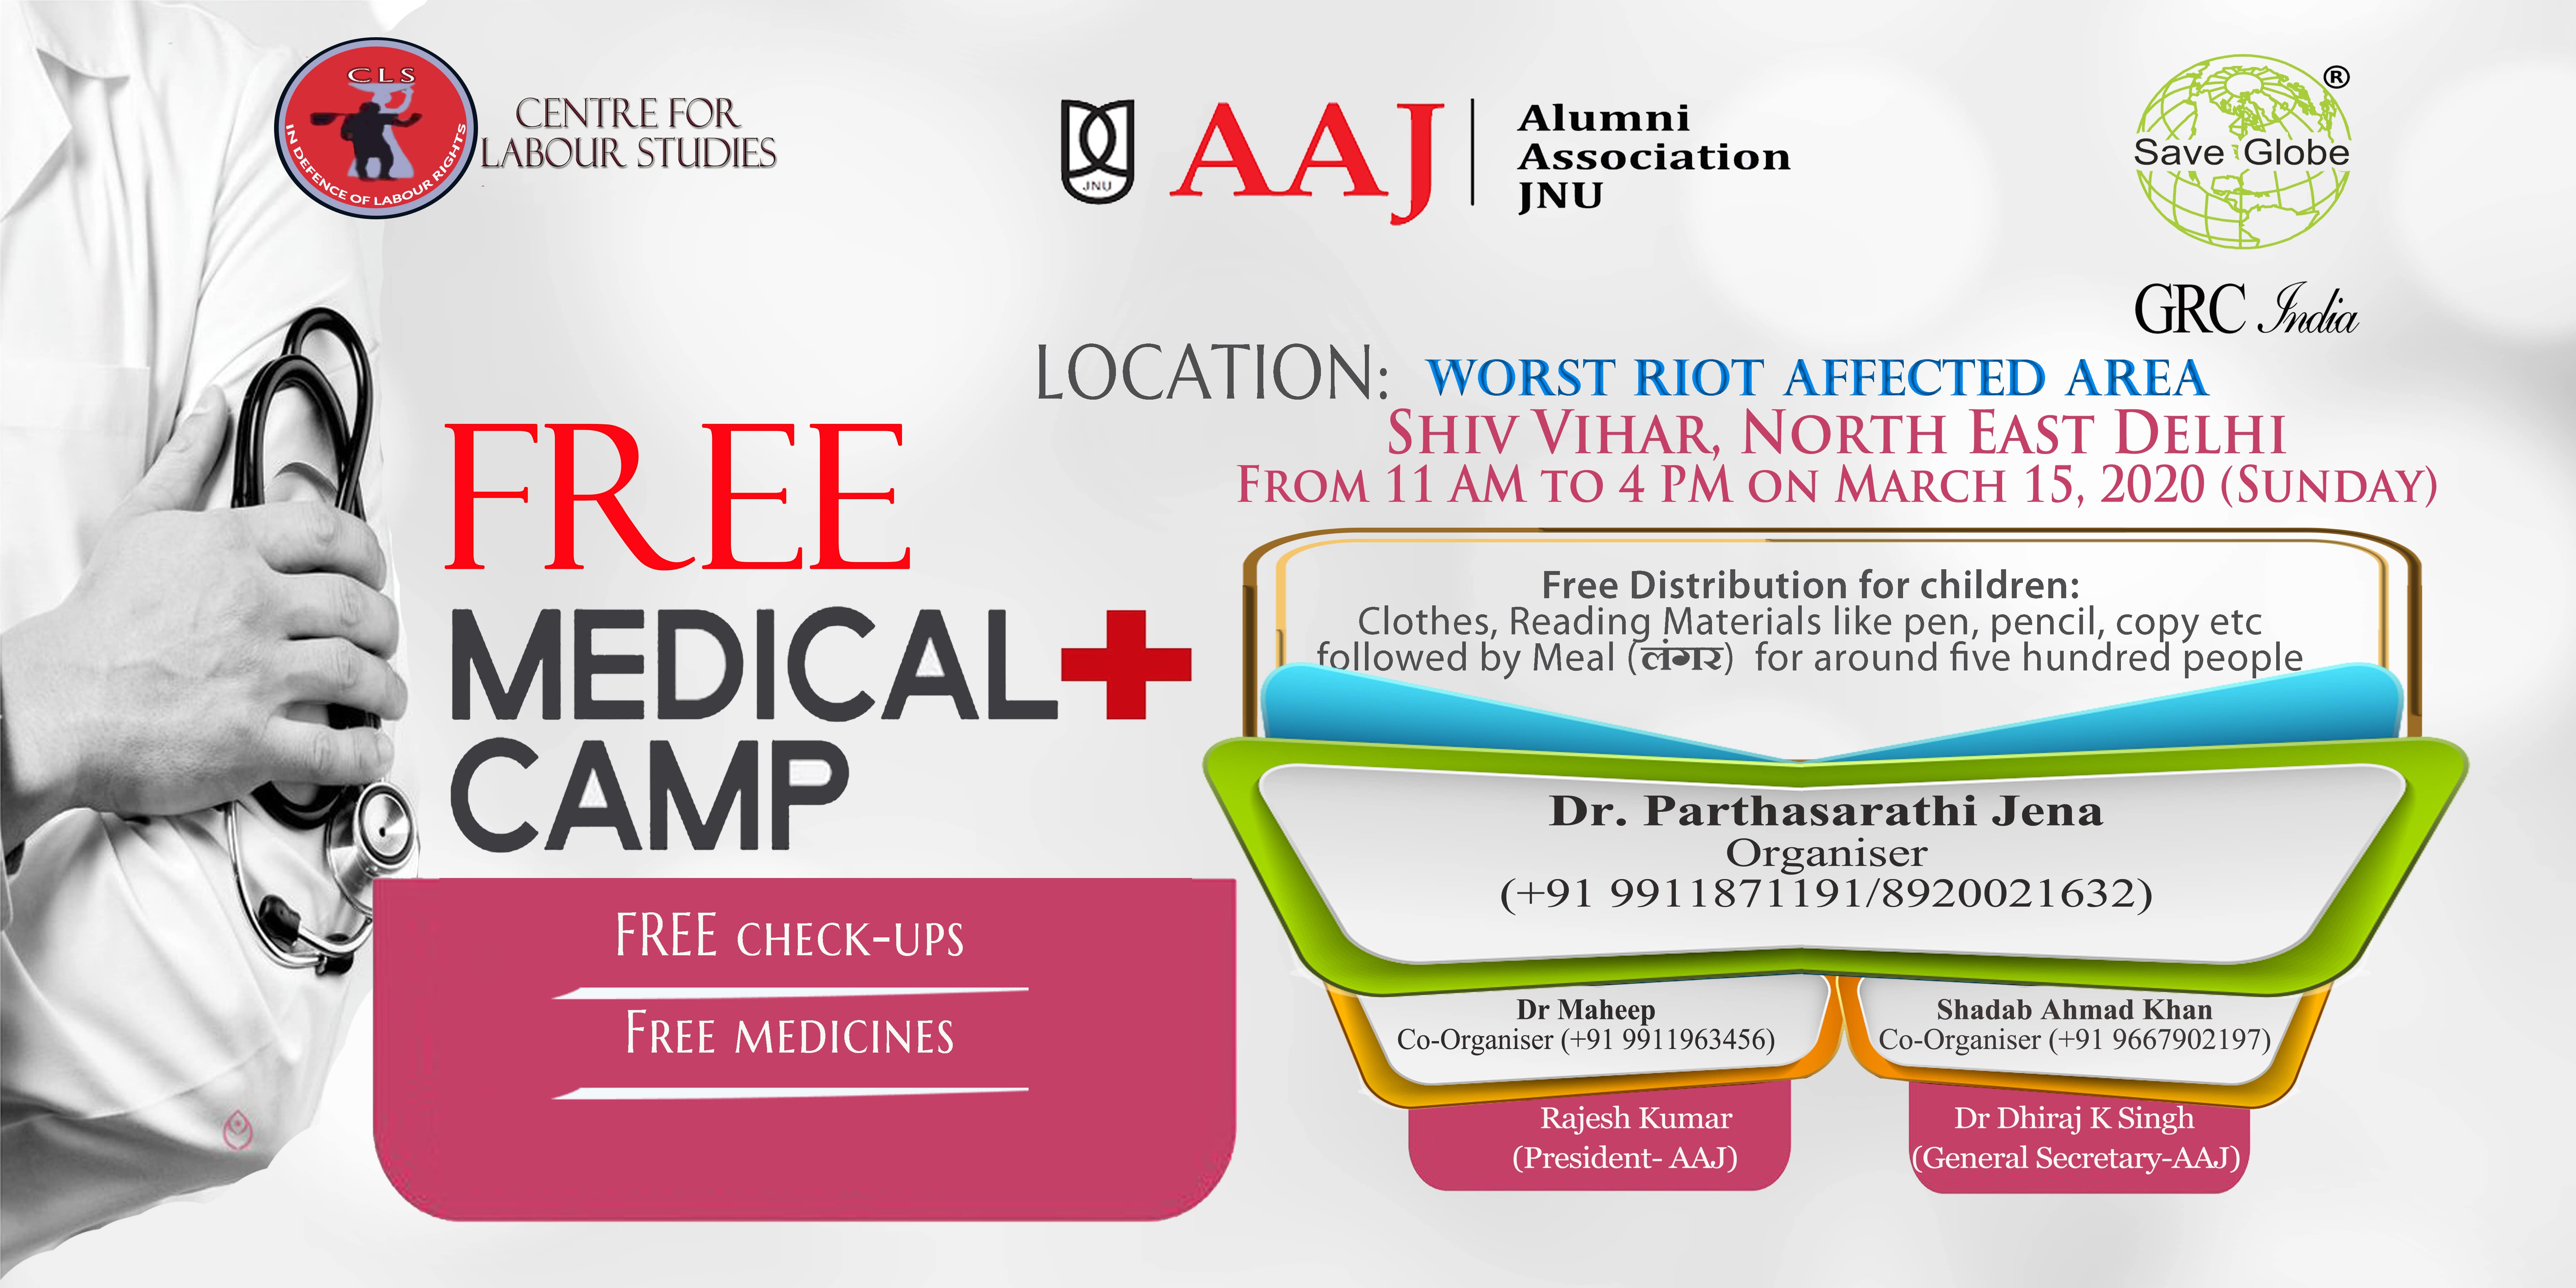 CLS
IN DEFENCE OF LABOUR RIGHTS
CENTRE FOR
LABOUR STUDIES
JNU
AAJ
Alumni
Association
JNU
®
Save Globe
GRC India
LOCATION: WORST RIOT AFFECTED AREA
SHIV VIHAR, NORTH EAST DELHI
FROM 11 AM TO 4 PM ON MARCH 15, 2020 (SUNDAY)
FREE
MEDICAL
CAMP
FREE CHECK-UPS
FREE MEDICINES
Free Distribution for children:
Clothes, Reading Materials like pen, pencil, copy etc
followed by Meal (लंगर) for around five hundred people
Dr. Parthasarathi Jena
Organiser
(+91 9911871191/8920021632)
Dr Maheep
Co-Organiser (+91 9911963456)
Shadab Ahmad Khan
Co-Organiser (+91 9667902197)
Rajesh Kumar
(President- AAJ)
Dr Dhiraj K Singh
(General Secretary-AAJ)